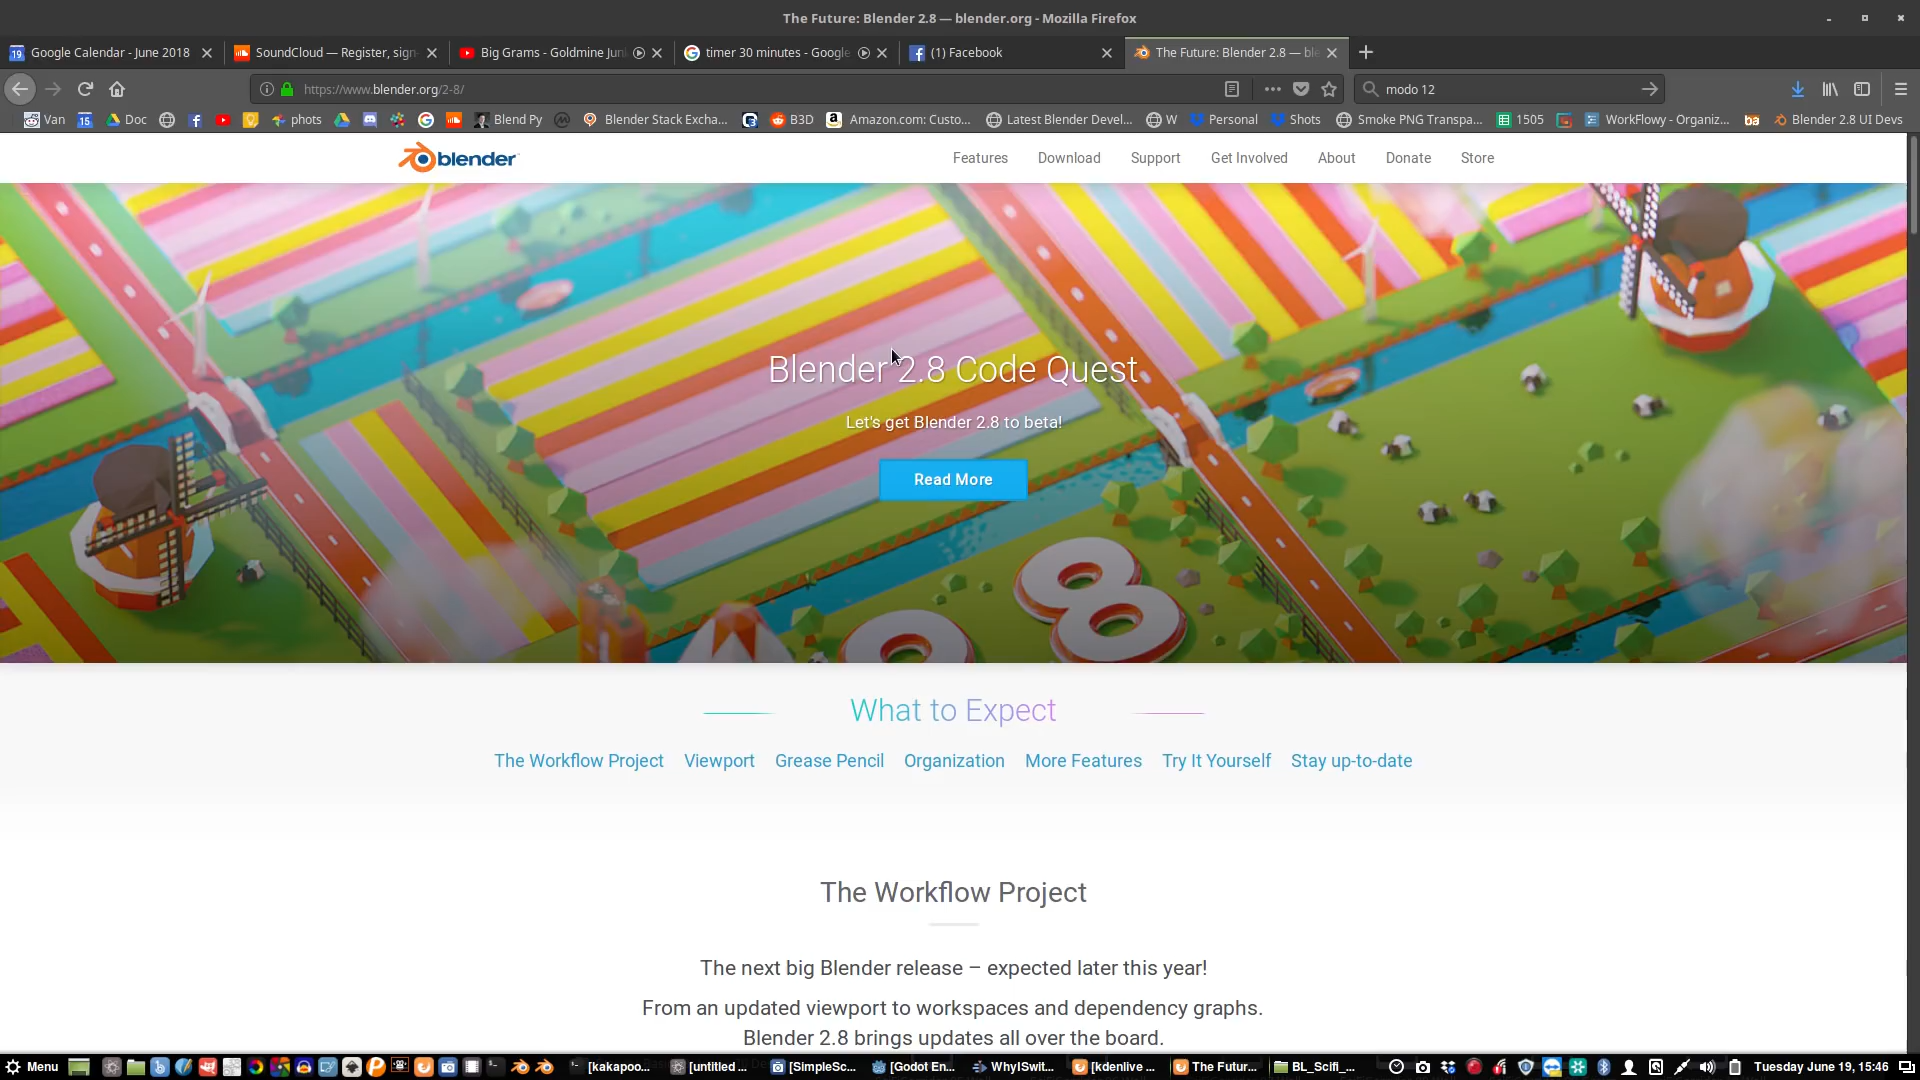 The Future: Blender 2.8 — blender.org - Mozilla Firefox
Google Calendar - June 2018
SoundCloud — Register, sign
Big Grams - Goldmine Jun
timer 30 minutes - Google
(1) Facebook
The Future: Blender 2.8 — ble
https://www.blender.org/2-8/
modo 12
Van
15
Doc
phots
Blend Py
Blender Stack Excha...
B3D
Amazon.com: Custo...
Latest Blender Devel...
W
Personal
Shots
Smoke PNG Transpa...
1505
WorkFlowy - Organiz...
ba
Blender 2.8 UI Devs
blender
Features Download Support Get Involved About Donate Store
Blender 2.8 Code Quest
Let's get Blender 2.8 to beta!
Read More
8
What to Expect
The Workflow Project Viewport Grease Pencil Organization More Features Try It Yourself Stay up-to-date
The Workflow Project
The next big Blender release – expected later this year!
From an updated viewport to workspaces and dependency graphs.
Blender 2.8 brings updates all over the board.
Menu
[kakapoo...
[untitled ...
[SimpleSc...
[Godot En...
WhyISwit...
[kdenlive ...
The Futur...
BL_Scifi_...
Tuesday June 19, 15:46